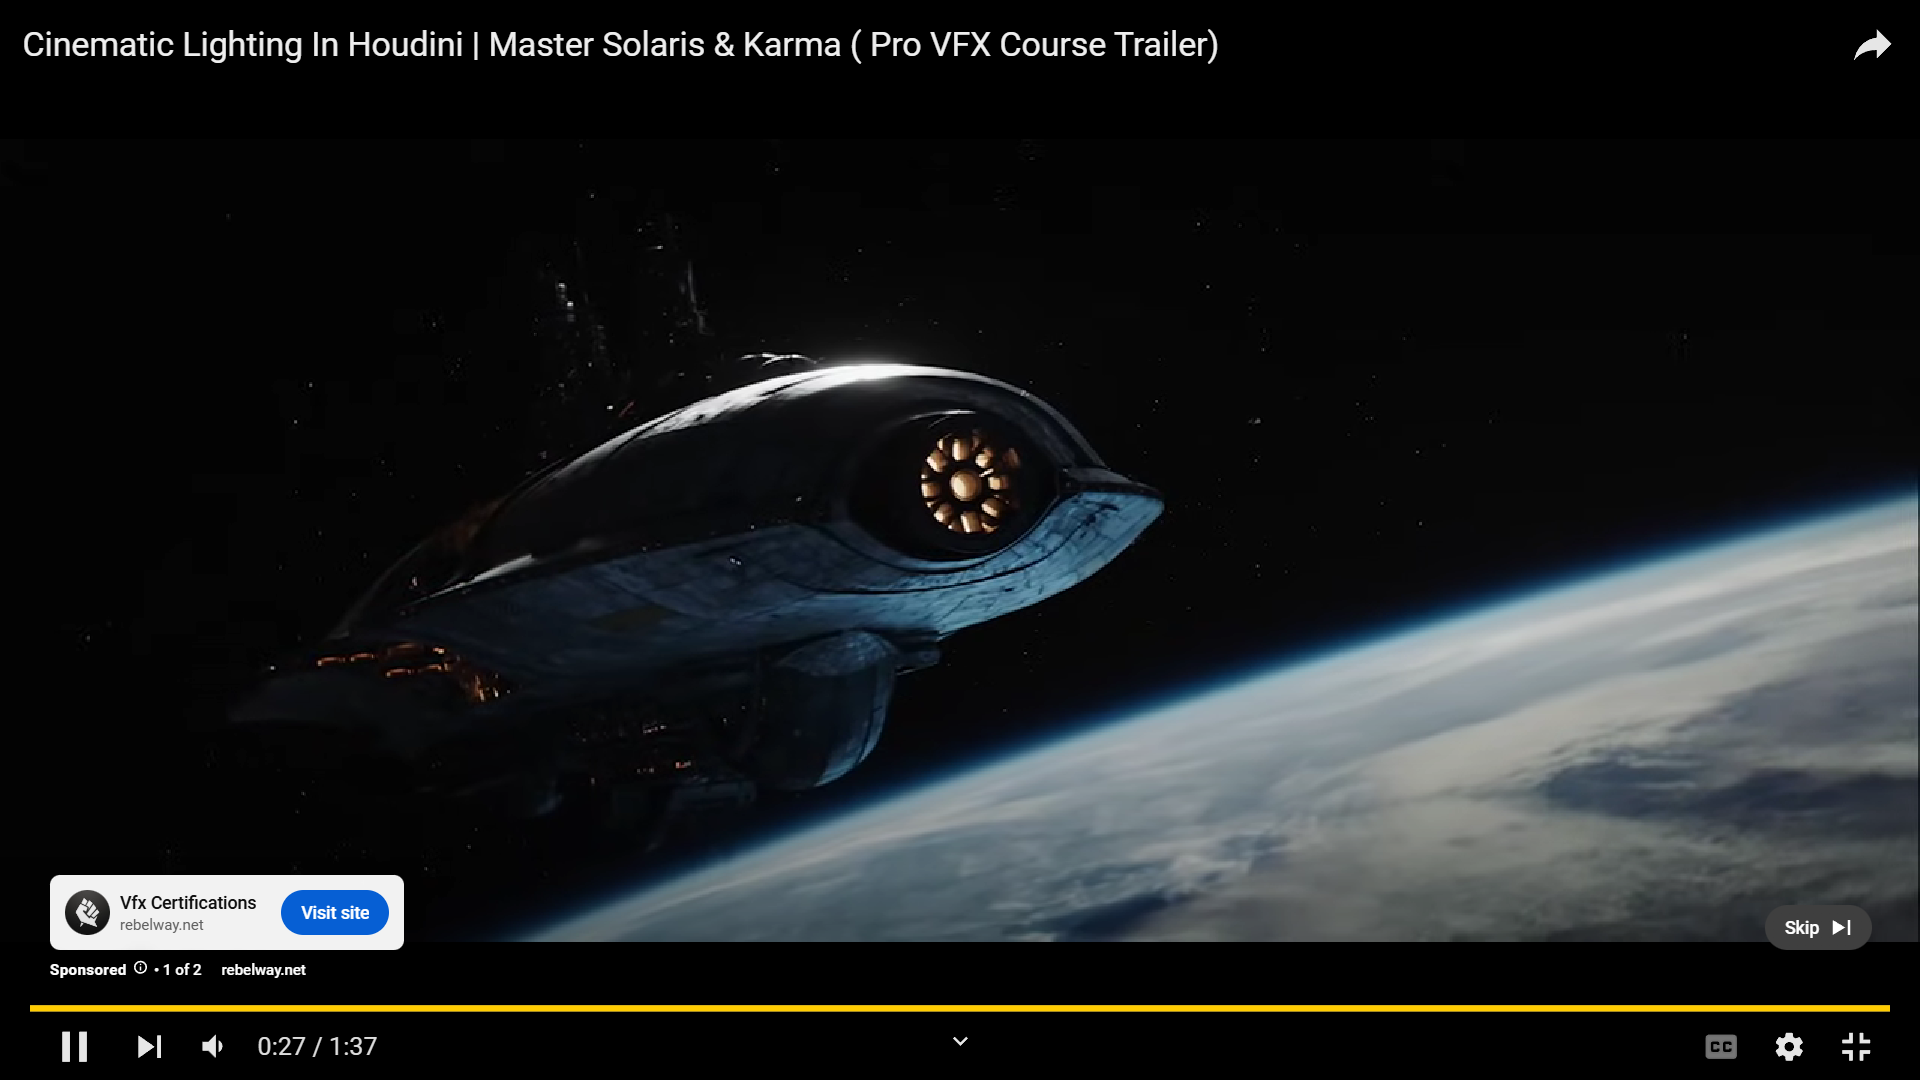 Cinematic Lighting In Houdini | Master Solaris & Karma ( Pro VFX Course Trailer)
Vfx Certifications
rebelway.net
Visit site
Skip
Sponsored • 1 of 2 rebelway.net
0:27 / 1:37
CC